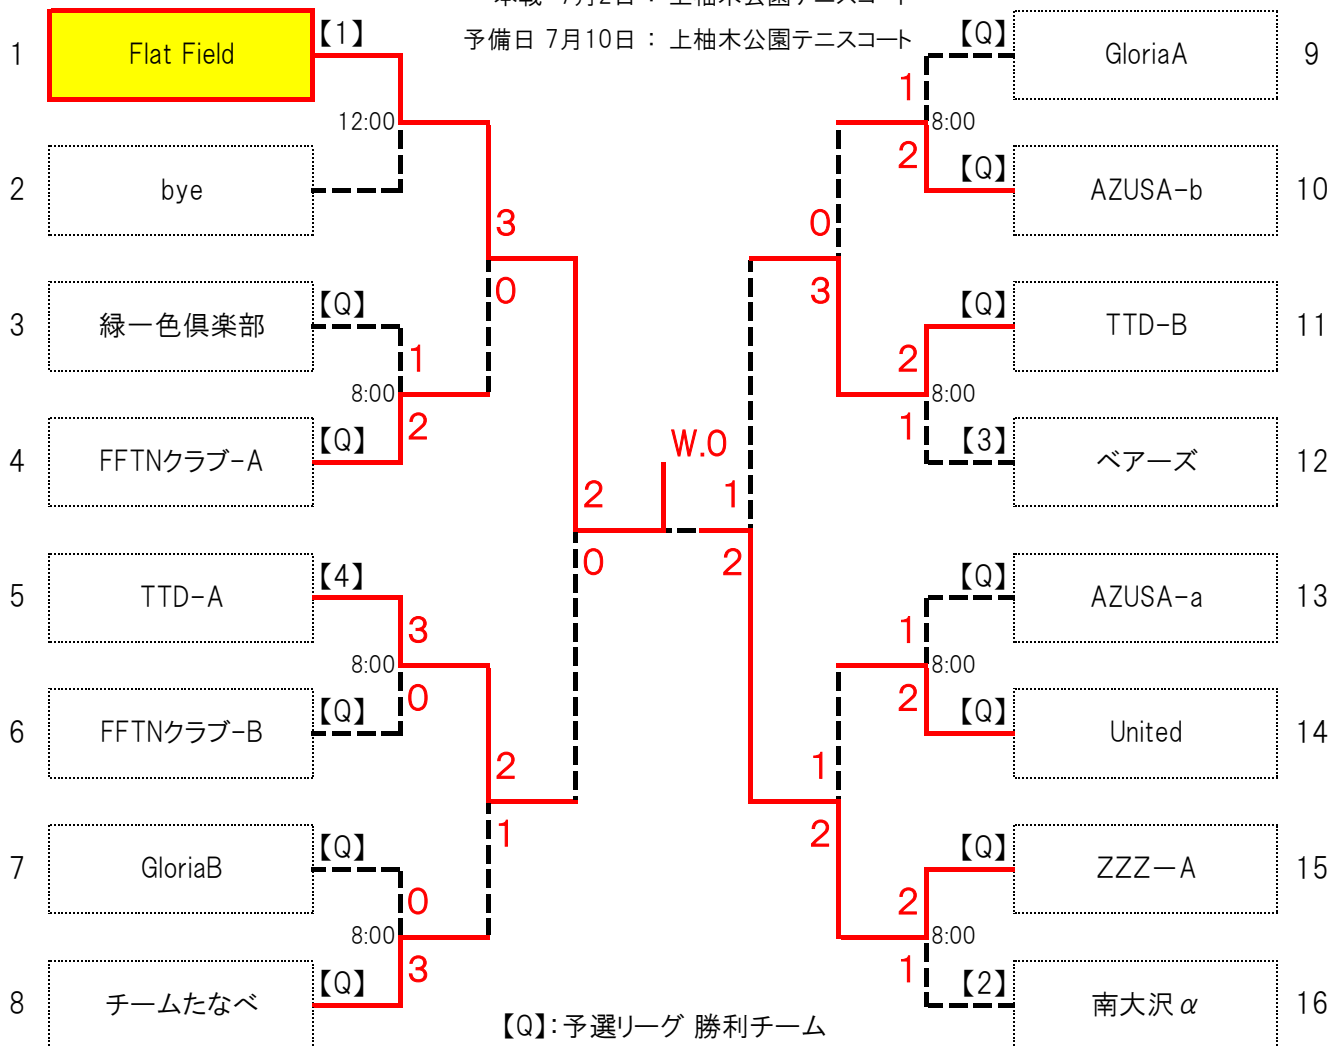 予備日 7月10日 : 上柚木公園テニスコート
1 Flat Field 【1】
12:00
2 bye
3
0
3 緑一色倶楽部 【Q】
1
8:00
2
4 FFTNクラブ-A 【Q】
2
0
5 TTD-A 【4】
3
8:00
0
6 FFTNクラブ-B 【Q】
2
1
7 GloriaB 【Q】
0
8:00
3
8 チームたなべ 【Q】
W.O
【Q】 GloriaA 9
1
8:00
2
【Q】 AZUSA-b 10
0
3
【Q】 TTD-B 11
2
8:00
1
【3】 ベアーズ 12
1
2
【Q】 AZUSA-a 13
1
8:00
2
【Q】 United 14
1
2
【Q】 ZZZ－A 15
2
8:00
1
【2】 南大沢α 16
【Q】:予選リーグ 勝利チーム